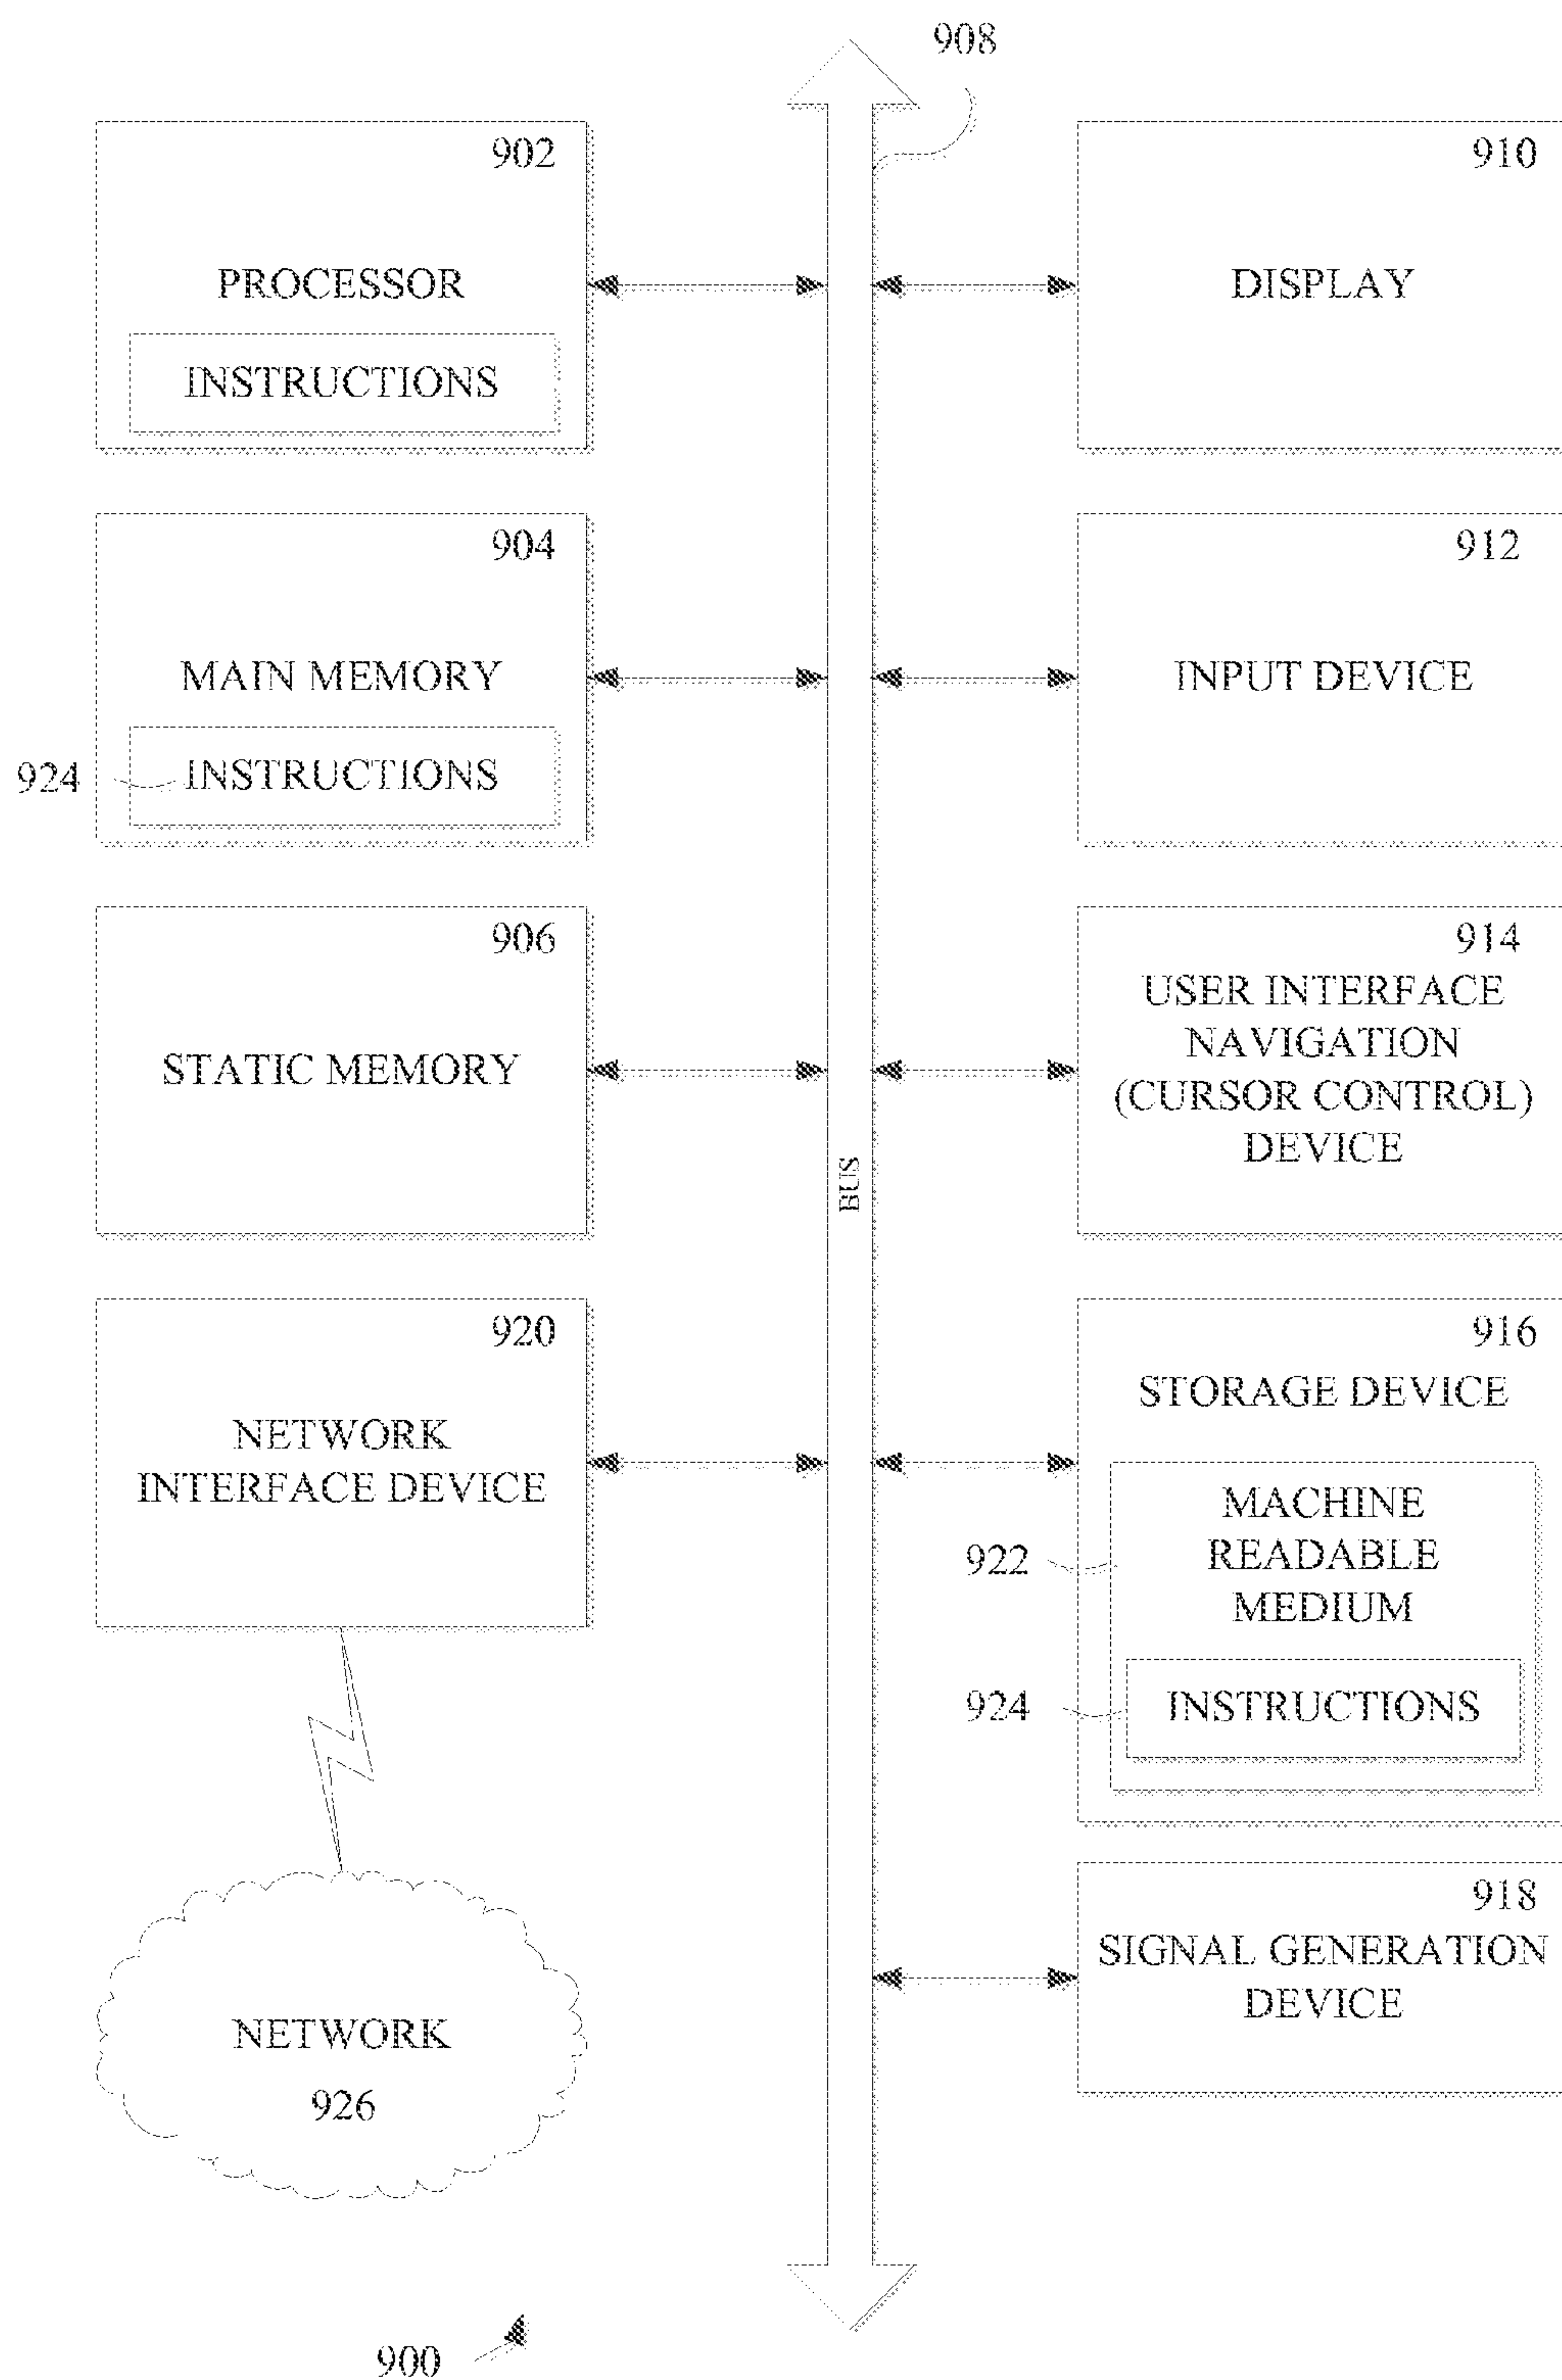 908
902
PROCESSOR
INSTRUCTIONS
904
MAIN MEMORY
924
INSTRUCTIONS
906
STATIC MEMORY
920
NETWORK
INTERFACE DEVICE
NETWORK
926
900
BUS
910
DISPLAY
912
INPUT DEVICE
914
USER INTERFACE
NAVIGATION
(CURSOR CONTROL)
DEVICE
916
STORAGE DEVICE
922
MACHINE
READABLE
MEDIUM
924
INSTRUCTIONS
918
SIGNAL GENERATION
DEVICE